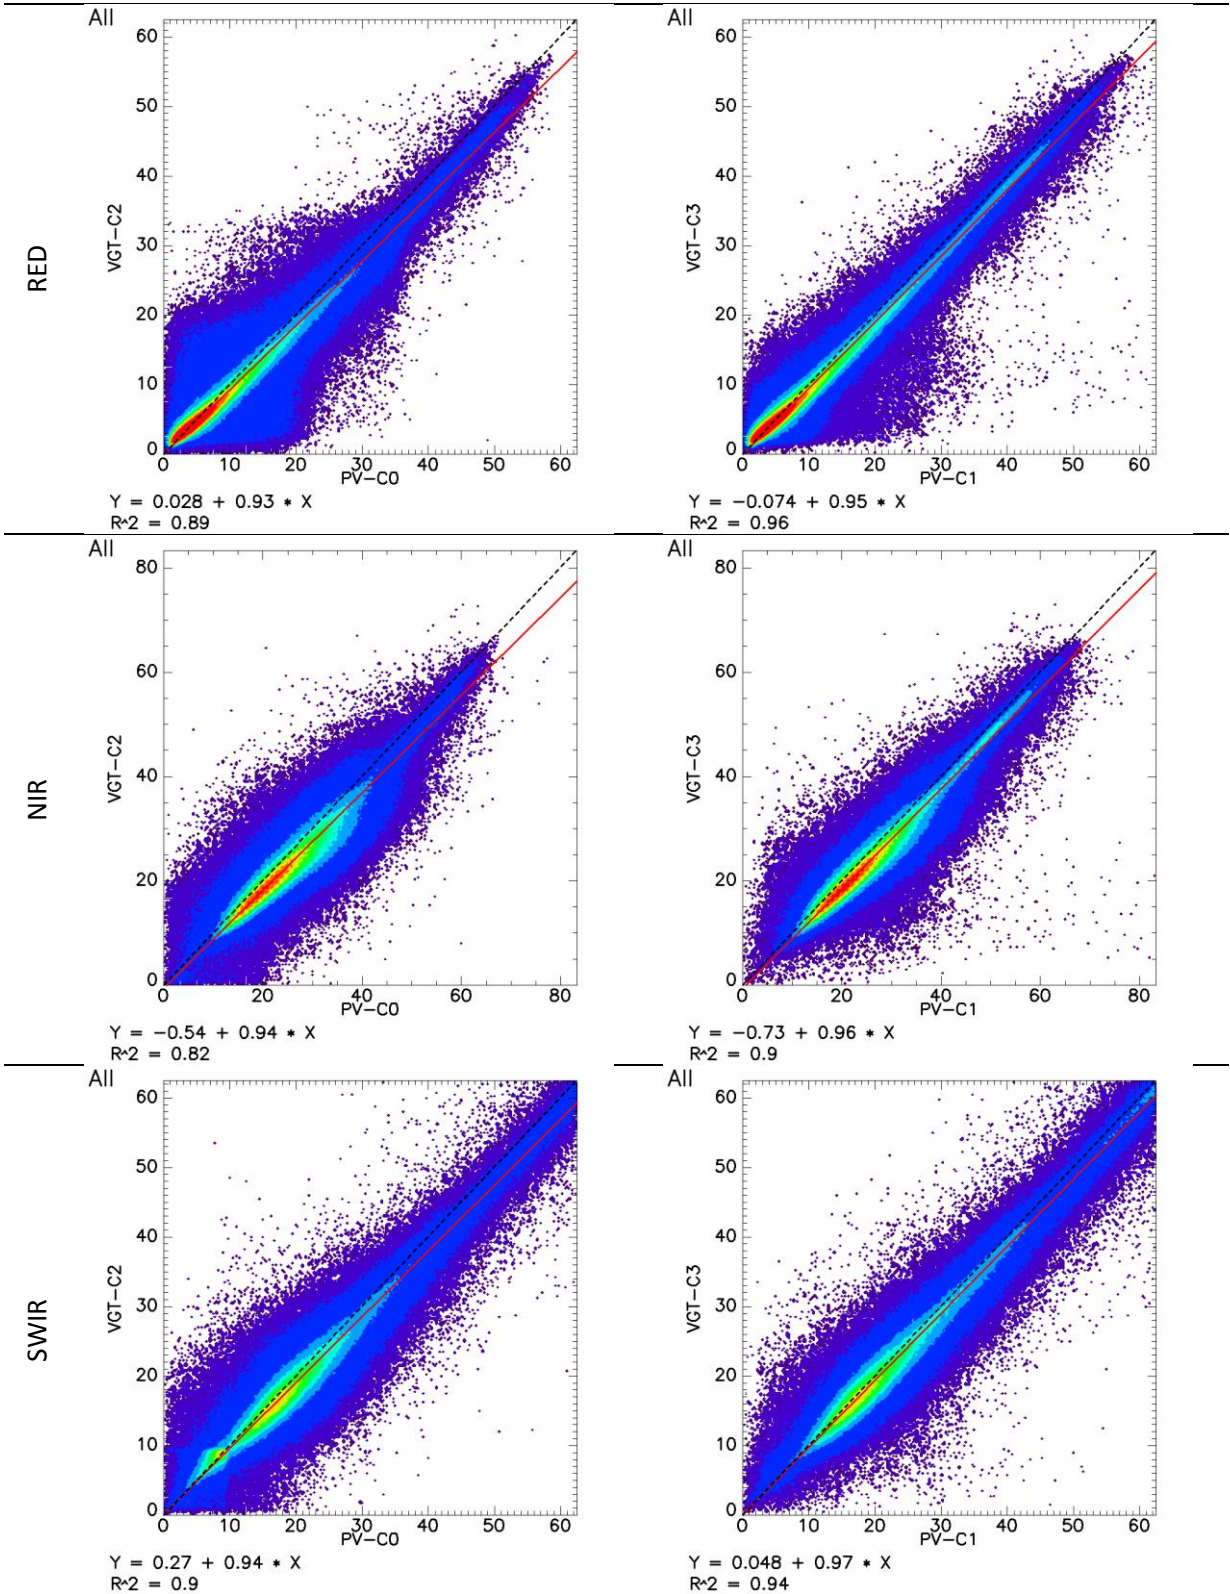 RED
All
60
50
40
30
20
10
0
VGT-C2
0 10 20 30 40 50 60
PV-C0
Y = 0.028 + 0.93 * X
R^2 = 0.89
All
60
50
40
30
20
10
0
VGT-C3
0 10 20 30 40 50 60
PV-C1
Y = -0.074 + 0.95 * X
R^2 = 0.96
NIR
All
80
60
40
20
0
VGT-C2
0 20 40 60 80
PV-C0
Y = -0.54 + 0.94 * X
R^2 = 0.82
All
80
60
40
20
0
VGT-C3
0 20 40 60 80
PV-C1
Y = -0.73 + 0.96 * X
R^2 = 0.9
SWIR
All
60
50
40
30
20
10
0
VGT-C2
0 10 20 30 40 50 60
PV-C0
Y = 0.27 + 0.94 * X
R^2 = 0.9
All
60
50
40
30
20
10
0
VGT-C3
0 10 20 30 40 50 60
PV-C1
Y = 0.048 + 0.97 * X
R^2 = 0.94